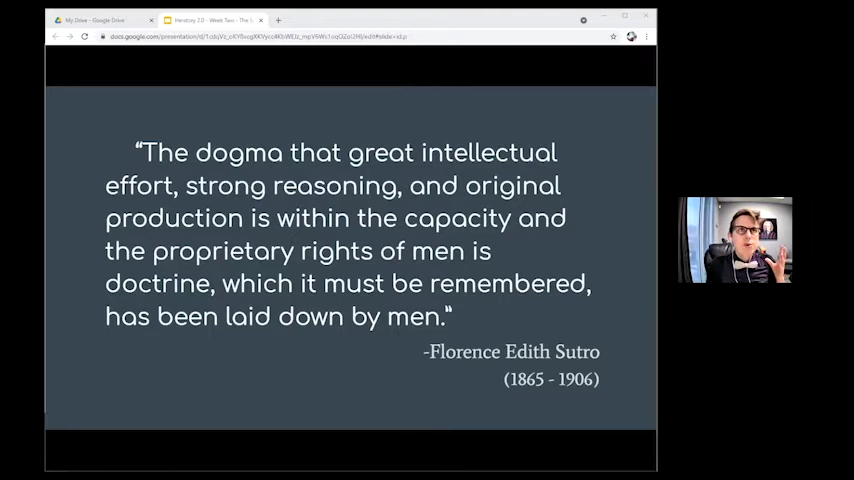 My Drive - Google Drive
Herstory 2.0 - Week Two - The
“The dogma that great intellectual
effort, strong reasoning, and original
production is within the capacity and
the proprietary rights of men is
doctrine, which it must be remembered,
has been laid down by men.”
-Florence Edith Sutro
(1865 - 1906)